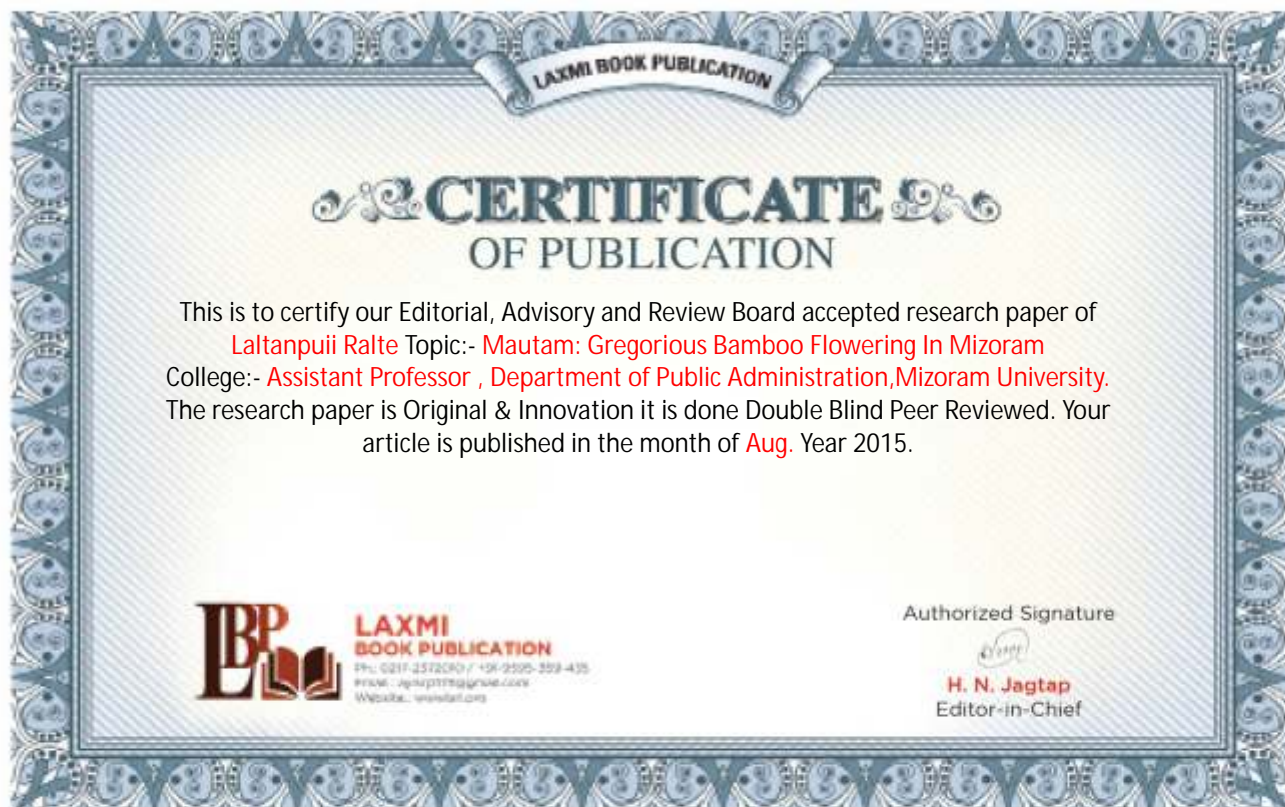 LAXMI BOOK PUBLICATION
CERTIFICATE
OF PUBLICATION
This is to certify our Editorial, Advisory and Review Board accepted research paper of
Laltanpuii Ralte Topic:- Mautam: Gregorious Bamboo Flowering In Mizoram
College:- Assistant Professor , Department of Public Administration,Mizoram University.
The research paper is Original & Innovation it is done Double Blind Peer Reviewed. Your
article is published in the month of Aug. Year 2015.
LBP
LAXMI
BOOK PUBLICATION
Authorized Signature
H. N. Jagtap
Editor-in-Chief